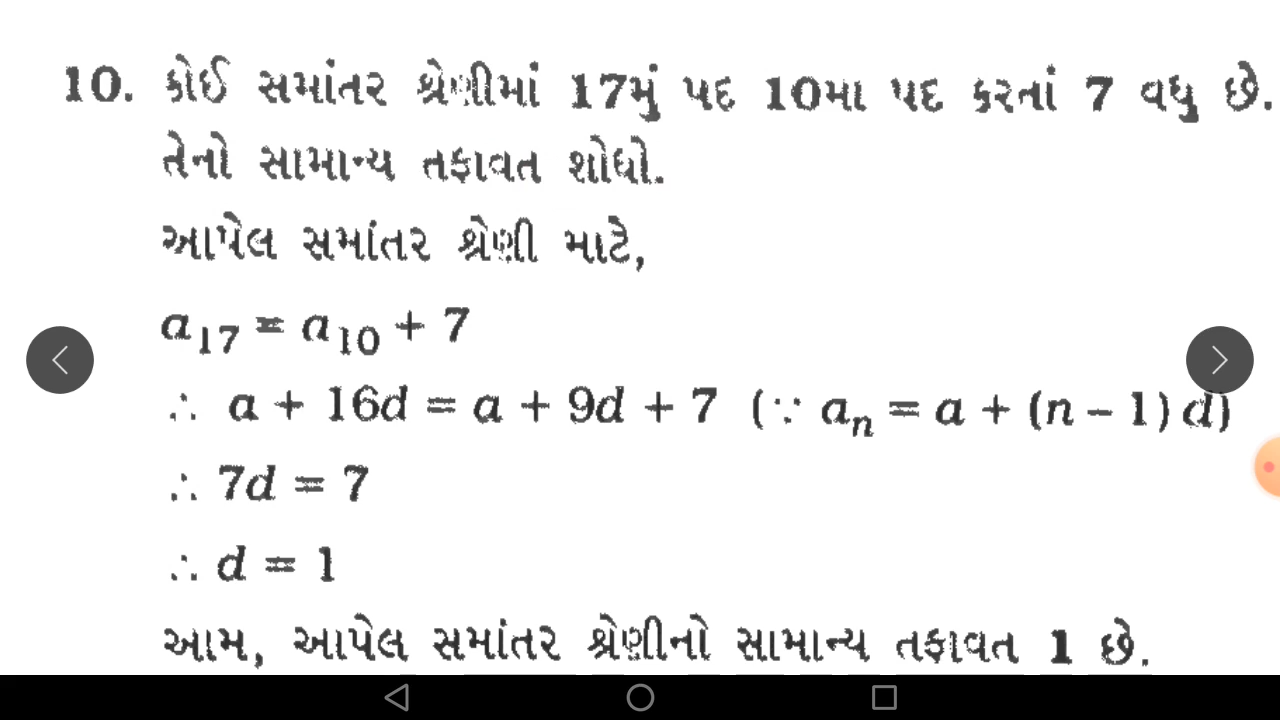 10. કોઈ સમાંતર શ્રેણીમાં 17મું પદ 10મા પદ કરતાં 7 વધુ છે.
તેનો સામાન્ય તફાવત શોધો.
આપેલ સમાંતર શ્રેણી માટે,
a₁₇ = a₁₀ + 7
∴ a + 16d = a + 9d + 7 (∵ aₙ = a + (n – 1) d)
∴ 7d = 7
∴ d = 1
આમ, આપેલ સમાંતર શ્રેણીનો સામાન્ય તફાવત 1 છે.